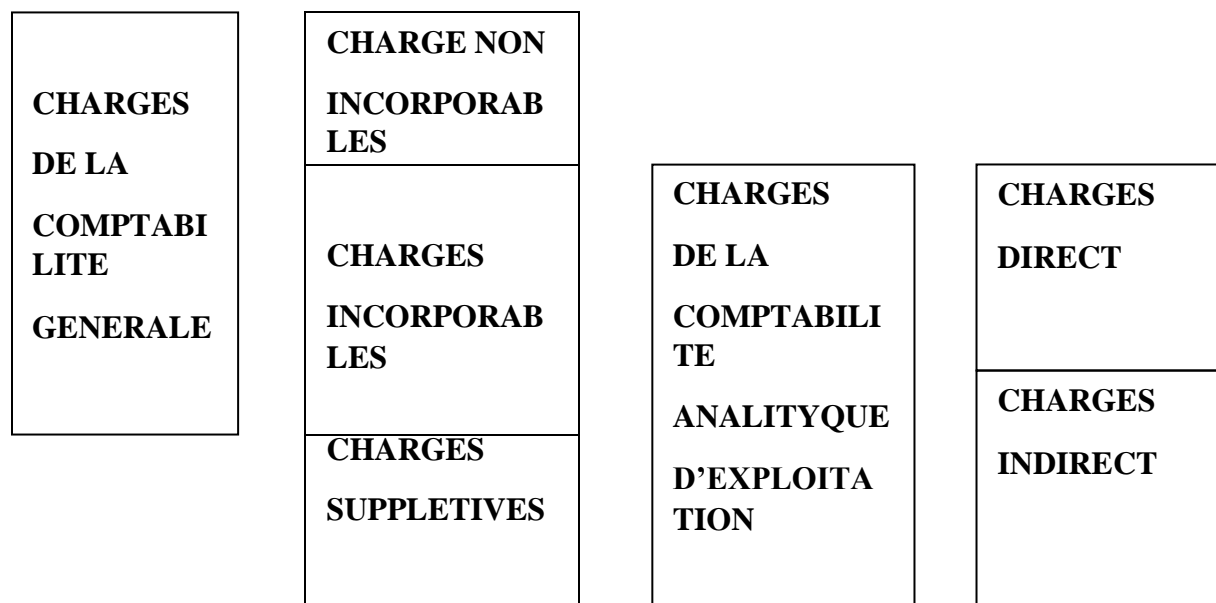 CHARGES
DE LA
COMPTABI
LITE
GENERALE
CHARGE NON
INCORPORAB
LES
CHARGES
INCORPORAB
LES
CHARGES
SUPPLETIVES
CHARGES
DE LA
COMPTABILI
TE
ANALITYQUE
D’EXPLOITA
TION
CHARGES
DIRECT
CHARGES
INDIRECT